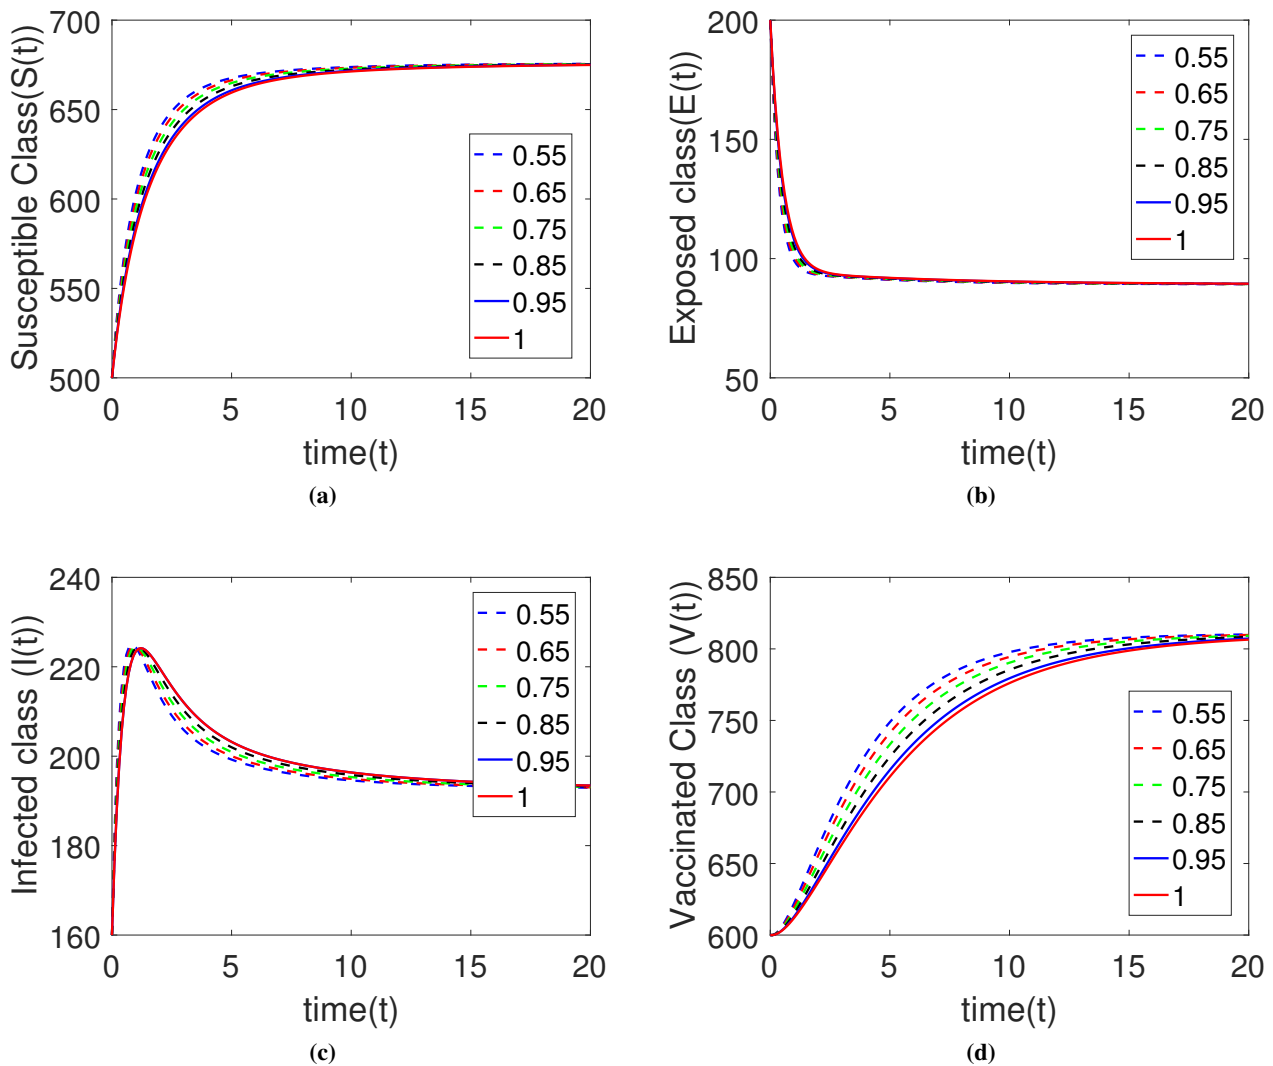 Susceptible Class(S(t))
700
650
600
550
500
0 5 10 15 20
time(t)
0.55
0.65
0.75
0.85
0.95
1
(a)
Exposed class(E(t))
200
150
100
50
0 5 10 15 20
time(t)
0.55
0.65
0.75
0.85
0.95
1
(b)
Infected class (I(t))
240
220
200
180
160
0 5 10 15 20
time(t)
0.55
0.65
0.75
0.85
0.95
1
(c)
Vaccinated Class (V(t))
850
800
750
700
650
600
0 5 10 15 20
time(t)
0.55
0.65
0.75
0.85
0.95
1
(d)